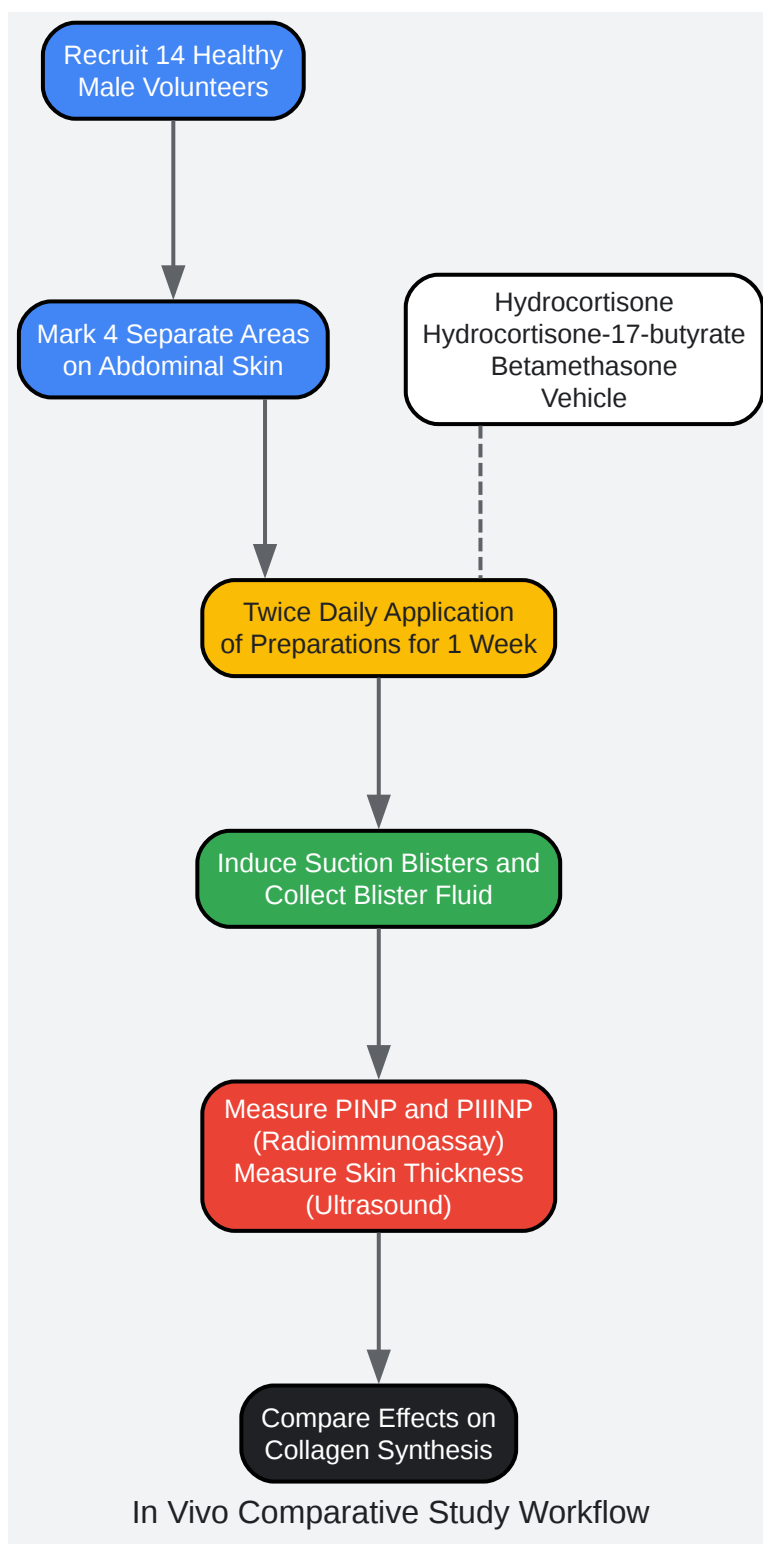 Recruit 14 Healthy
Male Volunteers
Mark 4 Separate Areas
on Abdominal Skin
Hydrocortisone
Hydrocortisone-17-butyrate
Betamethasone
Vehicle
Twice Daily Application
of Preparations for 1 Week
Induce Suction Blisters and
Collect Blister Fluid
Measure PINP and PIIINP
(Radioimmunoassay)
Measure Skin Thickness
(Ultrasound)
Compare Effects on
Collagen Synthesis
In Vivo Comparative Study Workflow